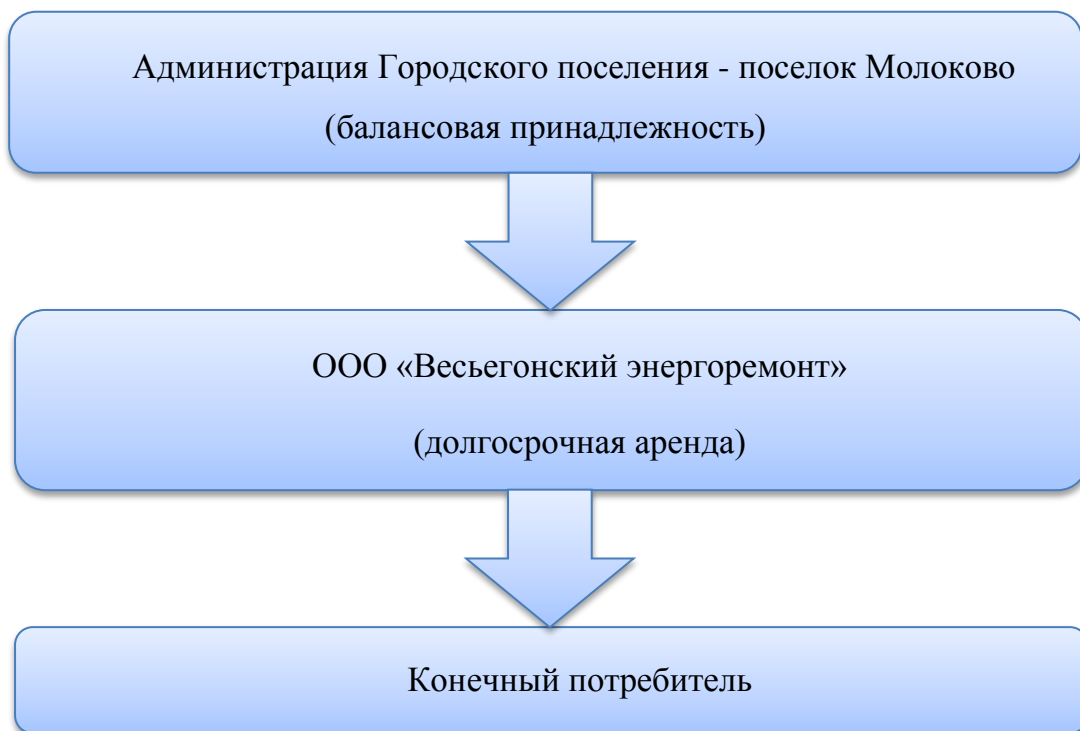 Администрация Городского поселения - поселок Молоково
(балансовая принадлежность)
ООО «Весьегонский энергоремонт»
(долгосрочная аренда)
Конечный потребитель